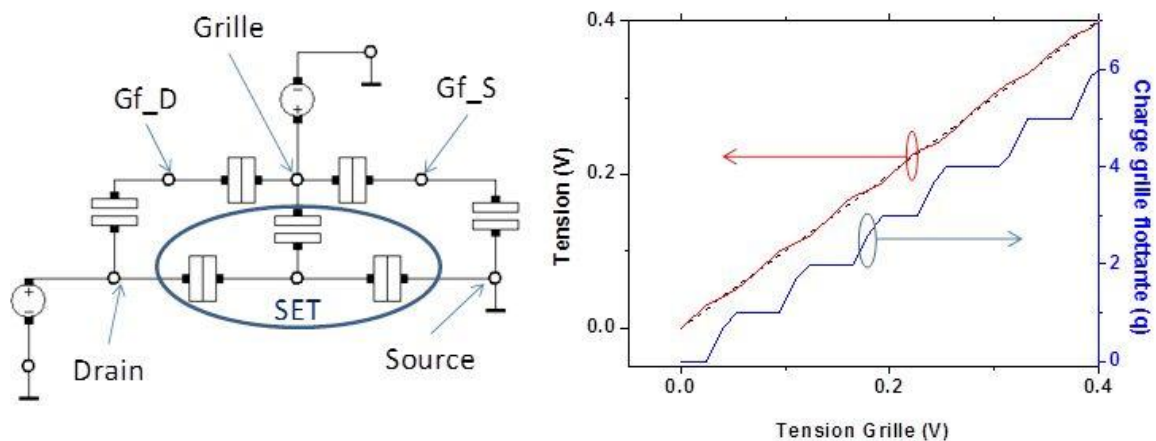 Grille
Gf_D
Gf_S
SET
Drain
Source
+
−
+
−
0.4
0.2
0.0
Tension (V)
0.0
0.2
0.4
Tension Grille (V)
6
4
2
0
Charge grille flottante (q)